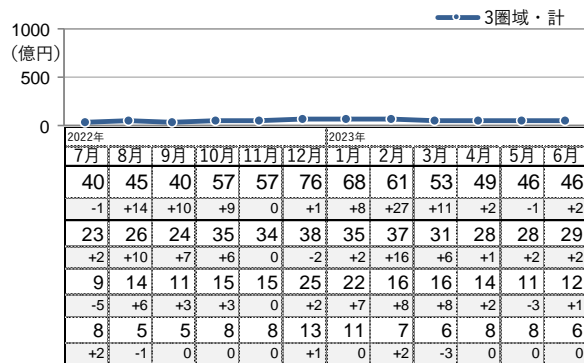 3圏域・計
1000
(億円)
500
0
2022年 2023年
7月 8月 9月 10月 11月 12月 1月 2月 3月 4月 5月 6月
40 45 40 57 57 76 68 61 53 49 46 46
-1 +14 +10 +9 0 +1 +8 +27 +11 +2 -1 +2
23 26 24 35 34 38 35 37 31 28 28 29
+2 +10 +7 +6 0 -2 +2 +16 +6 +1 +2 +2
9 14 11 15 15 25 22 16 16 14 11 12
-5 +6 +3 +3 0 +2 +7 +8 +8 +2 -3 +1
8 5 5 8 8 13 11 7 6 8 8 6
+2 -1 0 0 0 +1 0 +2 -3 0 0 0